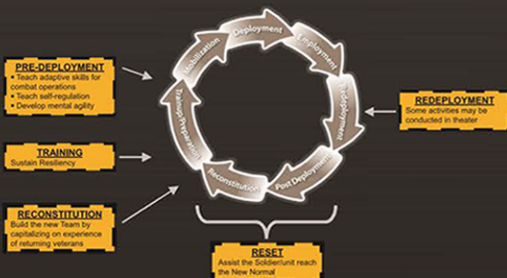 PRE-DEPLOYMENT
▪ Teach adaptive skills for
combat operations
▪ Teach self-regulation
▪ Develop mental agility
TRAINING
Sustain Resiliency
RECONSTITUTION
Build the new Team by
capitalizing on experience
of returning veterans
Mobilization
Deployment
Employment
Redeployment
Post Deployment
Reconstitution
Trainup/Preparation
REDEPLOYMENT
Some activities may be
conducted in theater
RESET
Assist the Soldier/unit reach
the New Normal